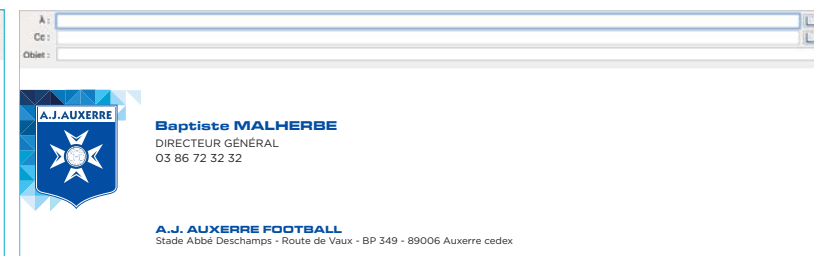 À :
Cc :
Objet :
A.J.AUXERRE
Baptiste MALHERBE
DIRECTEUR GÉNÉRAL
03 86 72 32 32
A.J. AUXERRE FOOTBALL
Stade Abbé Deschamps - Route de Vaux - BP 349 - 89006 Auxerre cedex